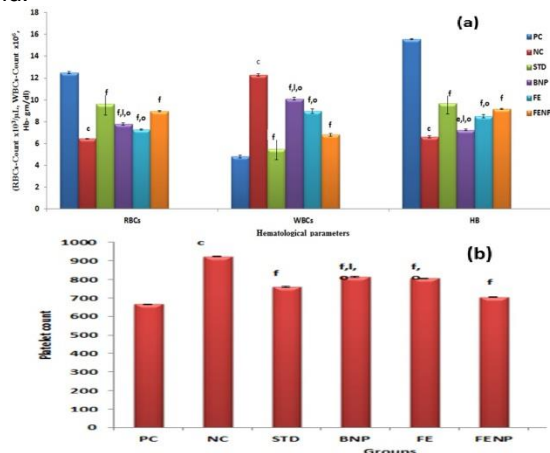 18
16
14
12
10
8
6
4
2
0
(RBCs-Count x10⁶/µL, WBCs-Count x10³,
Hb- gm/dl)
(a)
PC
NC
STD
BNP
FE
FENP
c
f
f,l,o
f,o
f
c
f
f,l,o
f,o
f
c
f
e,l,o
f,o
f
RBCs
WBCs
HB
Hematological parameters
(b)
1000
900
800
700
600
500
400
300
200
100
0
Platelet count
c
f
f,l,
o
f,
f
PC
NC
STD
BNP
FE
FENP
Groups